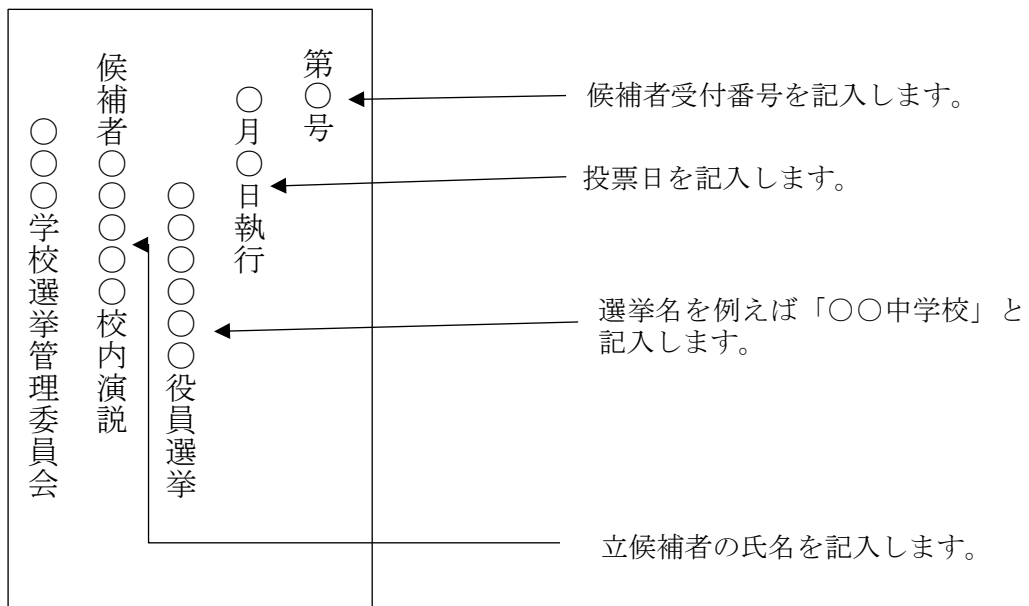 第○号
○月○日執行
○○○○○○役員選挙
候補者○○○○○校内演説
○○○学校選挙管理委員会
候補者受付番号を記入します。
投票日を記入します。
選挙名を例えば「○○中学校」と
記入します。
立候補者の氏名を記入します。